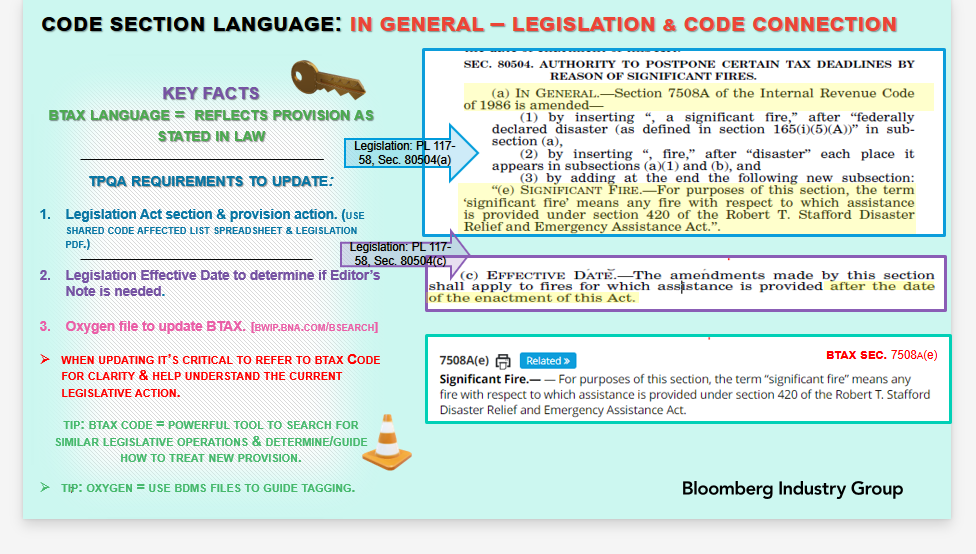 CODE SECTION LANGUAGE: IN GENERAL – LEGISLATION & CODE CONNECTION
KEY FACTS
BTAX LANGUAGE = REFLECTS PROVISION AS
STATED IN LAW
TPQA REQUIREMENTS TO UPDATE:
1. Legislation Act section & provision action. (USE
SHARED CODE AFFECTED LIST SPREADSHEET & LEGISLATION
PDF.)
2. Legislation Effective Date to determine if Editor's
Note is needed.
3. Oxygen file to update BTAX. [BWIP.BNA.COM/BSEARCH]
➢ WHEN UPDATING IT'S CRITICAL TO REFER TO BTAX CODE
FOR CLARITY & HELP UNDERSTAND THE CURRENT
LEGISLATIVE ACTION.
TIP: BTAX CODE = POWERFUL TOOL TO SEARCH FOR
SIMILAR LEGISLATIVE OPERATIONS & DETERMINE/GUIDE
HOW TO TREAT NEW PROVISION.
➢ TIP: OXYGEN = USE BDMS FILES TO GUIDE TAGGING.
Legislation: PL 117-
58, Sec. 80504(a)
Legislation: PL 117-
58, Sec. 80504(c)
SEC. 80504. AUTHORITY TO POSTPONE CERTAIN TAX DEADLINES BY
REASON OF SIGNIFICANT FIRES.
(a) IN GENERAL.—Section 7508A of the Internal Revenue Code
of 1986 is amended—
(1) by inserting ", a significant fire," after "federally
declared disaster (as defined in section 165(i)(5)(A))" in sub-
section (a),
(2) by inserting ", fire," after "disaster" each place it
appears in subsections (a)(1) and (b), and
(3) by adding at the end the following new subsection:
"(e) SIGNIFICANT FIRE.—For purposes of this section, the term
'significant fire' means any fire with respect to which assistance
is provided under section 420 of the Robert T. Stafford Disaster
Relief and Emergency Assistance Act.".
(c) EFFECTIVE DATE.—The amendments made by this section
shall apply to fires for which assistance is provided after the date
of the enactment of this Act.
BTAX SEC. 7508A(e)
7508A(e) Related »
Significant Fire.— — For purposes of this section, the term "significant fire" means any
fire with respect to which assistance is provided under section 420 of the Robert T. Stafford
Disaster Relief and Emergency Assistance Act.
Bloomberg Industry Group